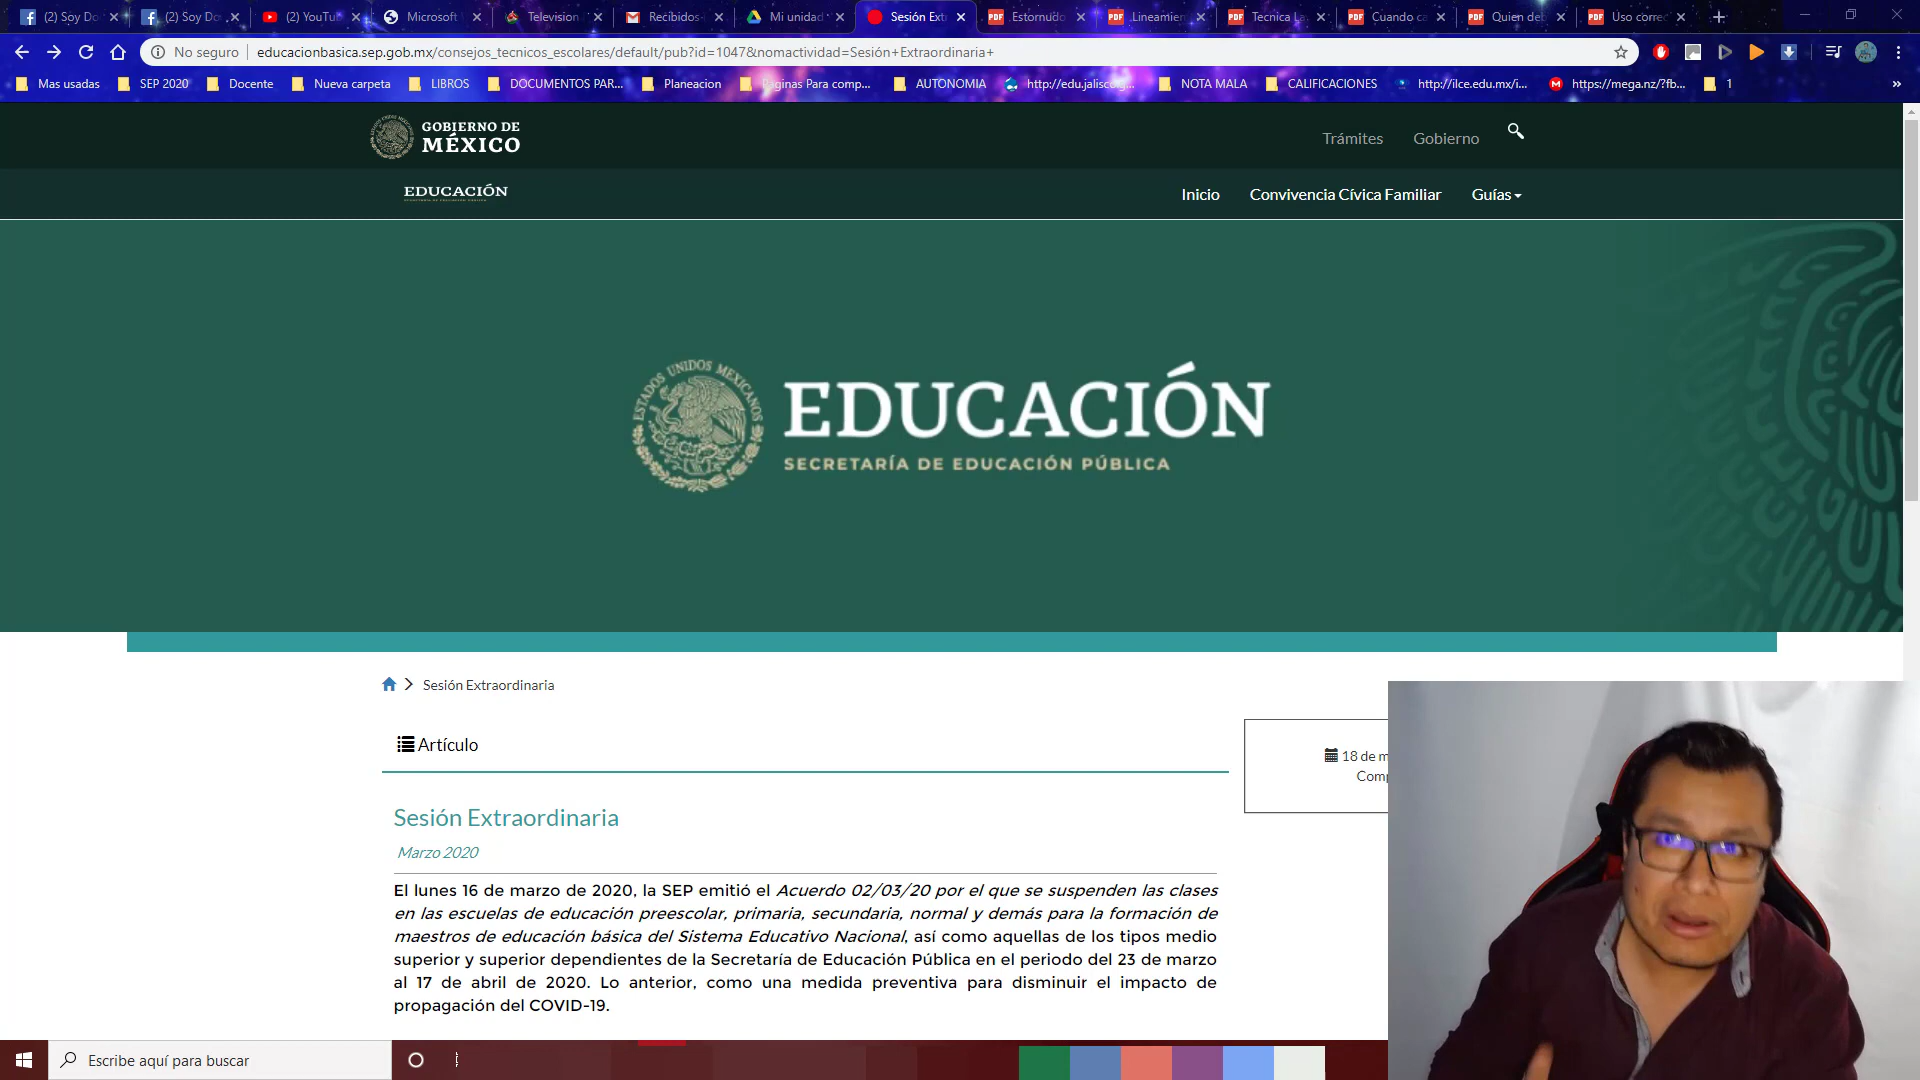 (2) Soy Do
(2) Soy Do
(2) YouTu
Microsoft
Television
Recibidos
Mi unidad
Sesión Ext
Estornudo
Lineamien
Tecnica La
Cuando ca
Quien deb
Uso correc
No seguro
educacionbasica.sep.gob.mx/consejos_tecnicos_escolares/default/pub?id=1047&nomactividad=Sesión+Extraordinaria+
Mas usadas
SEP 2020
Docente
Nueva carpeta
LIBROS
DOCUMENTOS PAR...
Planeacion
Paginas Para comp...
AUTONOMIA
http://edu.jalisco.g...
NOTA MALA
CALIFICACIONES
http://ilce.edu.mx/i...
https://mega.nz/?fb...
1
»
GOBIERNO DE
MÉXICO
Trámites
Gobierno
EDUCACIÓN
Inicio
Convivencia Cívica Familiar
Guías
ESTADOS UNIDOS MEXICANOS
EDUCACIÓN
SECRETARÍA DE EDUCACIÓN PÚBLICA
Sesión Extraordinaria
Artículo
18 de m
Comp
Sesión Extraordinaria
Marzo 2020
El lunes 16 de marzo de 2020, la SEP emitió el Acuerdo 02/03/20 por el que se suspenden las clases
en las escuelas de educación preescolar, primaria, secundaria, normal y demás para la formación de
maestros de educación básica del Sistema Educativo Nacional, así como aquellas de los tipos medio
superior y superior dependientes de la Secretaría de Educación Pública en el periodo del 23 de marzo
al 17 de abril de 2020. Lo anterior, como una medida preventiva para disminuir el impacto de
propagación del COVID-19.
Escribe aquí para buscar